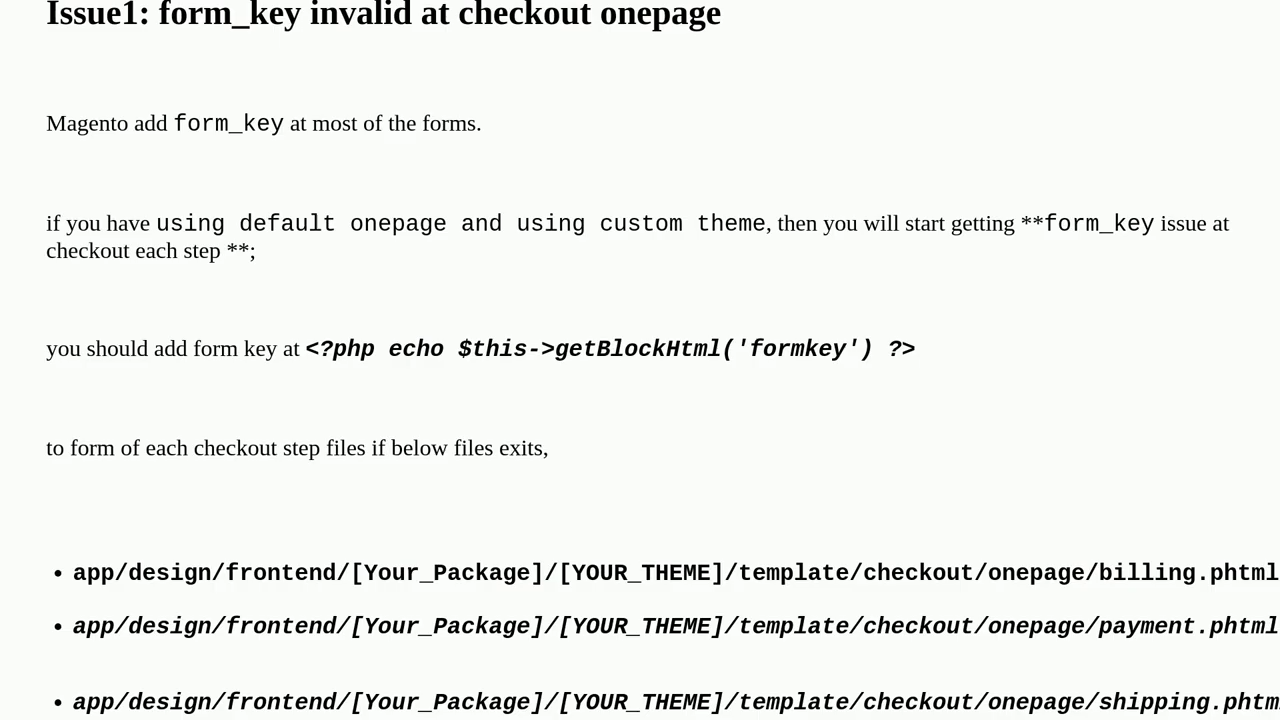 Issue1: form_key invalid at checkout onepage
Magento add form_key at most of the forms.
if you have using default onepage and using custom theme, then you will start getting **form_key issue at
checkout each step **;
you should add form key at <?php echo $this->getBlockHtml('formkey') ?>
to form of each checkout step files if below files exits,
• app/design/frontend/[Your_Package]/[YOUR_THEME]/template/checkout/onepage/billing.phtml
• app/design/frontend/[Your_Package]/[YOUR_THEME]/template/checkout/onepage/payment.phtml
• app/design/frontend/[Your_Package]/[YOUR_THEME]/template/checkout/onepage/shipping.phtm